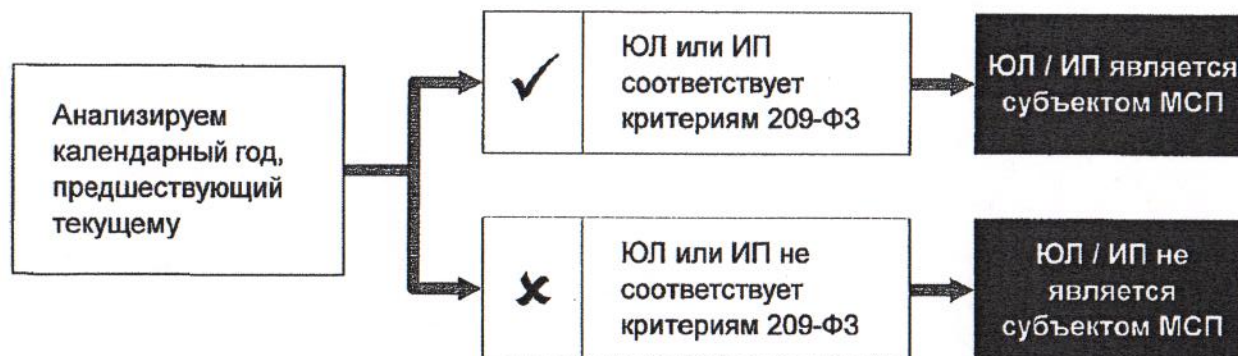 Анализируем
календарный год,
предшествующий
текущему
ЮЛ или ИП
соответствует
критериям 209-ФЗ
ЮЛ / ИП является
субъектом МСП
ЮЛ или ИП не
соответствует
критериям 209-ФЗ
ЮЛ / ИП не
является
субъектом МСП